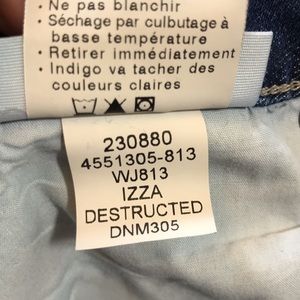 · Ne pas blanchir
· Séchage par culbutage à
basse température
· Retirer immédiatement
· Indigo va tacher des
couleurs claires
230880
4551305-813
WJ813
IZZA
DESTRUCTED
DNM305